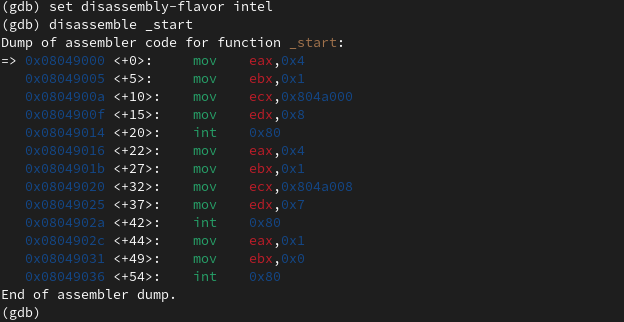 (gdb) set disassembly-flavor intel
(gdb) disassemble _start
Dump of assembler code for function _start:
=> 0x08049000 <+0>:     mov    eax,0x4
   0x08049005 <+5>:     mov    ebx,0x1
   0x0804900a <+10>:    mov    ecx,0x804a000
   0x0804900f <+15>:    mov    edx,0x8
   0x08049014 <+20>:    int    0x80
   0x08049016 <+22>:    mov    eax,0x4
   0x0804901b <+27>:    mov    ebx,0x1
   0x08049020 <+32>:    mov    ecx,0x804a008
   0x08049025 <+37>:    mov    edx,0x7
   0x0804902a <+42>:    int    0x80
   0x0804902c <+44>:    mov    eax,0x1
   0x08049031 <+49>:    mov    ebx,0x0
   0x08049036 <+54>:    int    0x80
End of assembler dump.
(gdb)